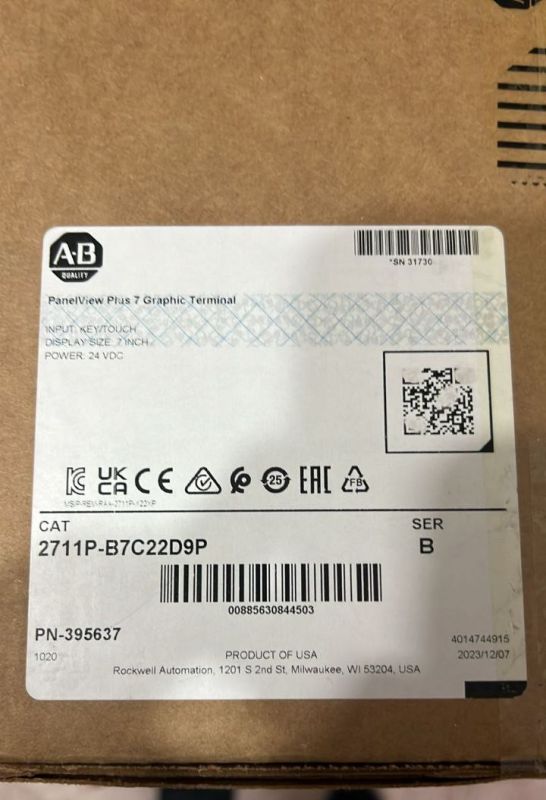 A-B
QUALITY
*SN 31730
PanelView Plus 7 Graphic Terminal
INPUT: KEY/TOUCH
DISPLAY SIZE: 7 INCH
POWER: 24 VDC
UK CA CE 25 EAC FB
CAT
SER
2711P-B7C22D9P
B
00885630844503
PN-395637
4014744915
1020
PRODUCT OF USA
2023/12/07
Rockwell Automation, 1201 S 2nd St, Milwaukee, WI 53204, USA